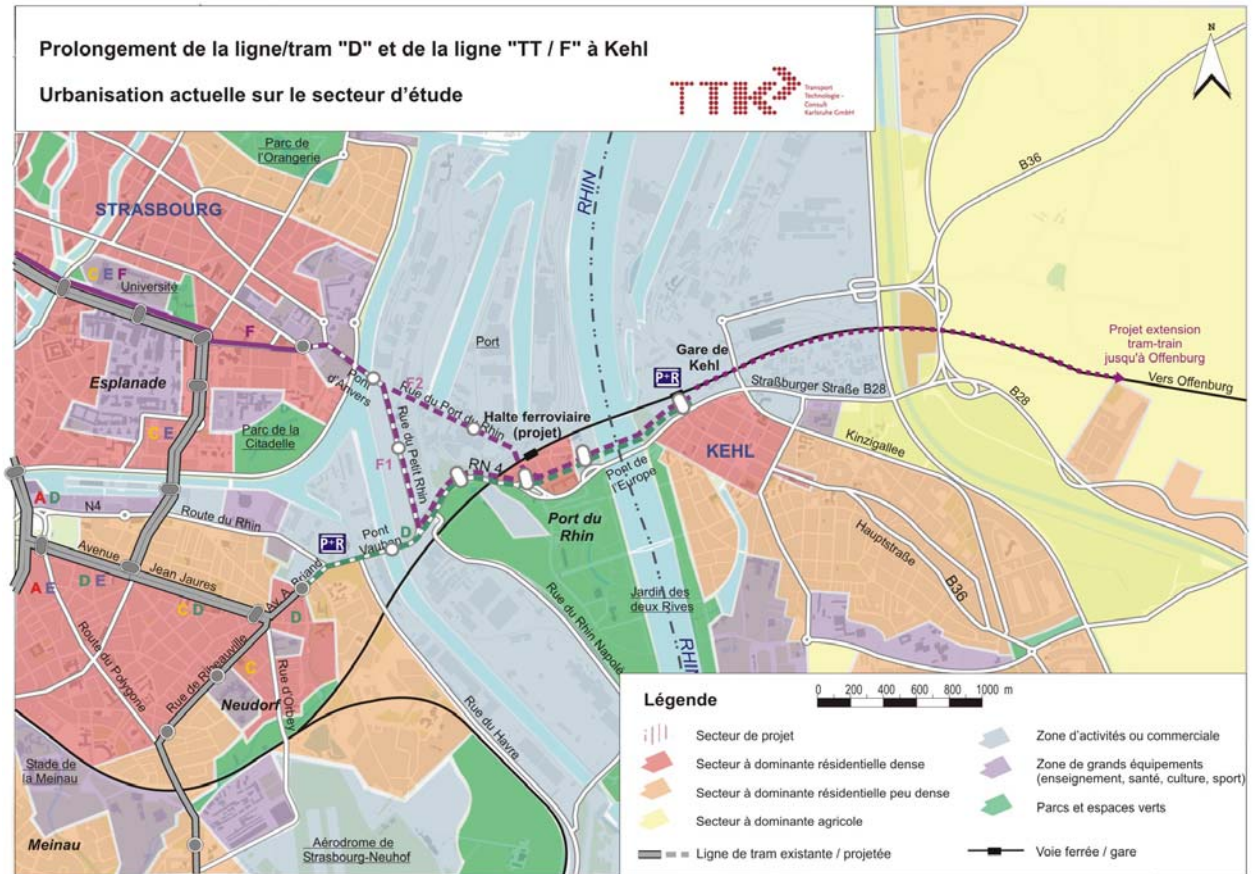 Prolongement de la ligne/tram "D" et de la ligne "TT / F" à Kehl
Urbanisation actuelle sur le secteur d'étude
TTK
Transport
Technologie -
Consult
Karlsruhe GmbH
N
Parc de
l'Orangerie
STRASBOURG
RHIN
B36
C E F
Université
F
Port
Projet extension
tram-train
jusqu'à Offenburg
Gare de
Kehl
P+R
Esplanade
Pont
d'Anvers
F2
Rue du Port du Rhin
Straßburger Straße B28
Vers Offenburg
B28
Halte ferroviaire
(projet)
C E
Parc de la
Citadelle
Rue du Petit Rhin
F1
KEHL
Kinzigallee
RN 4
Pont de
l'Europe
A D
N4
Route du Rhin
D
Port du
Rhin
Hauptstraße
P+R
Pont
Vauban
Avenue
Jean Jaures
Av A. Briand
B36
A E
D E
C D
D
Jardin des
deux Rives
Rue du Rhin Napolé
Route du Polygone
Rue de Ribeauville
C
RHIN
Neudorf
Rue d'Orbey
Rue du Havre
Stade de
la Meinau
Meinau
Aérodrome de
Strasbourg-Neuhof
Légende
0 200 400 600 800 1000 m
Secteur de projet
Secteur à dominante résidentielle dense
Secteur à dominante résidentielle peu dense
Secteur à dominante agricole
Ligne de tram existante / projetée
Zone d'activités ou commerciale
Zone de grands équipements
(enseignement, santé, culture, sport)
Parcs et espaces verts
Voie ferrée / gare